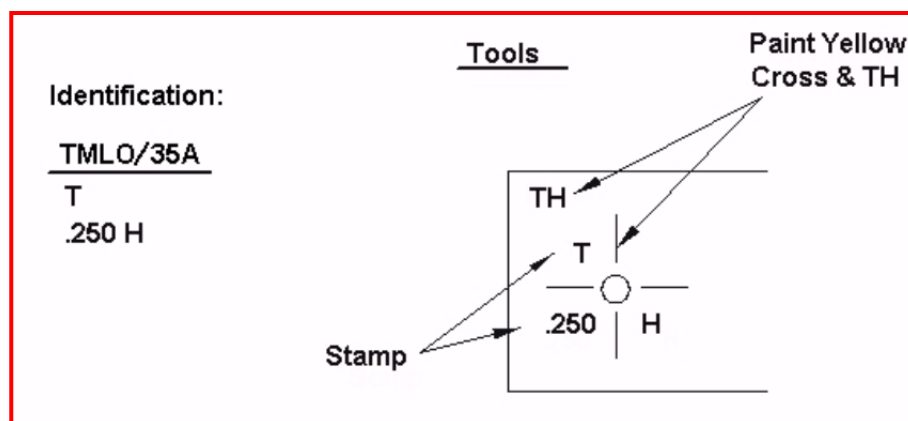 Tools
Paint Yellow
Cross & TH
Identification:
TMLO/35A
T
.250 H
TH
T
.250 H
Stamp